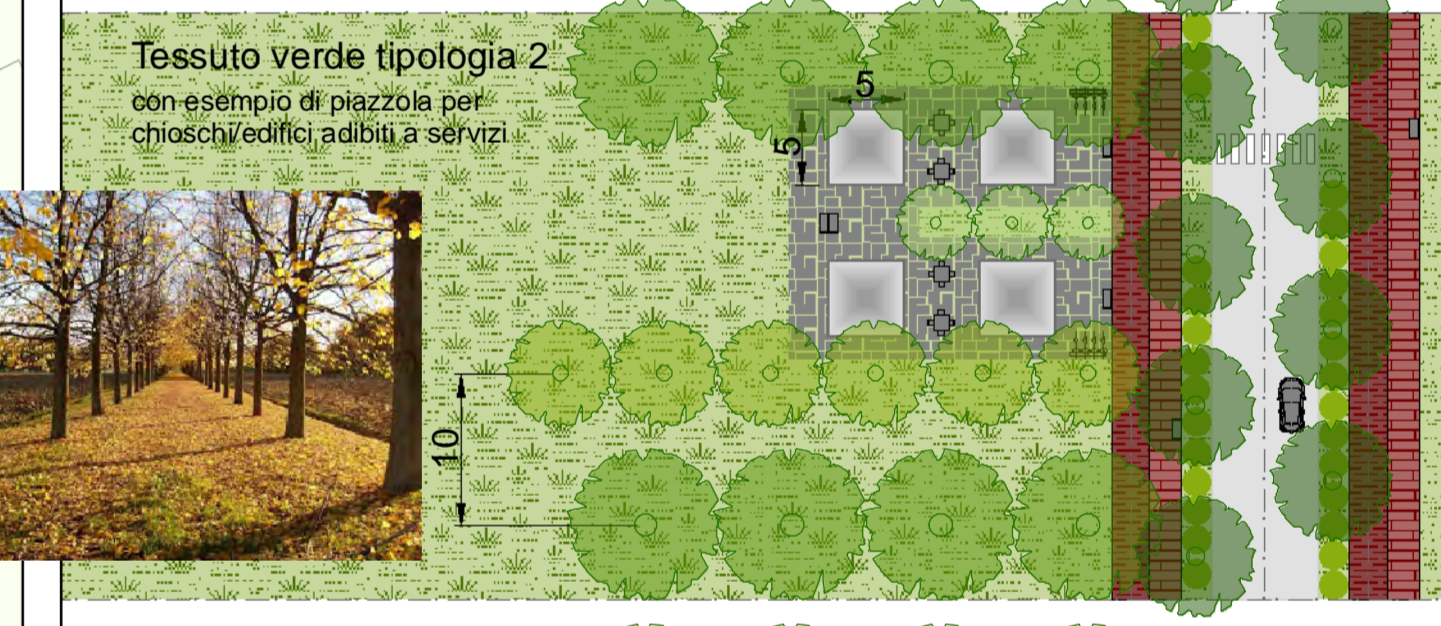 Tessuto verde tipologia 2
con esempio di piazzola per
chioschi/edifici adibiti a servizi
5
5
10